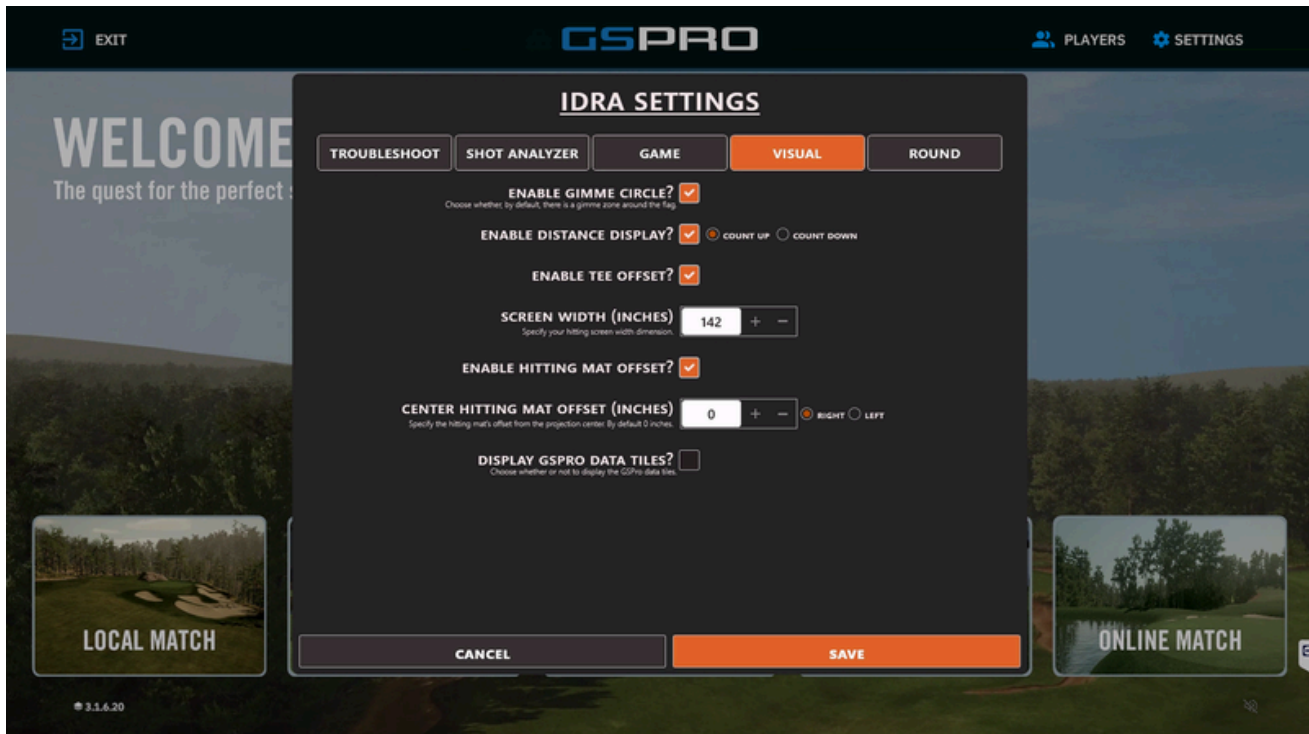 EXIT
GSPRO
PLAYERS
SETTINGS
WELCOME
The quest for the perfect
IDRA SETTINGS
TROUBLESHOOT
SHOT ANALYZER
GAME
VISUAL
ROUND
ENABLE GIMME CIRCLE?
Choose whether, by default, there is a gimme zone around the flag.
ENABLE DISTANCE DISPLAY?
COUNT UP
COUNT DOWN
ENABLE TEE OFFSET?
SCREEN WIDTH (INCHES)
142
+ −
Specify your hitting screen width dimension.
ENABLE HITTING MAT OFFSET?
CENTER HITTING MAT OFFSET (INCHES)
0
+ −
RIGHT
LEFT
Specify the hitting mat's offset from the projection center. By default 0 inches.
DISPLAY GSPRO DATA TILES?
Choose whether or not to display the GSPro data tiles.
LOCAL MATCH
ONLINE MATCH
CANCEL
SAVE
3.1.6.20